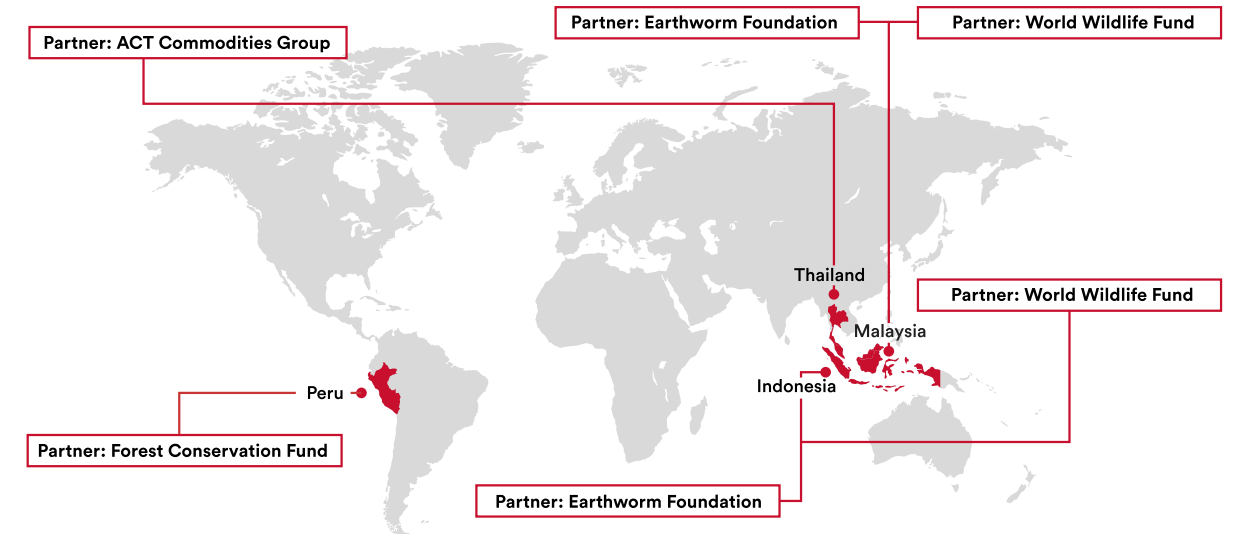 Partner: Earthworm Foundation
Partner: World Wildlife Fund
Partner: ACT Commodities Group
Thailand
Partner: World Wildlife Fund
Malaysia
Indonesia
Peru
Partner: Forest Conservation Fund
Partner: Earthworm Foundation